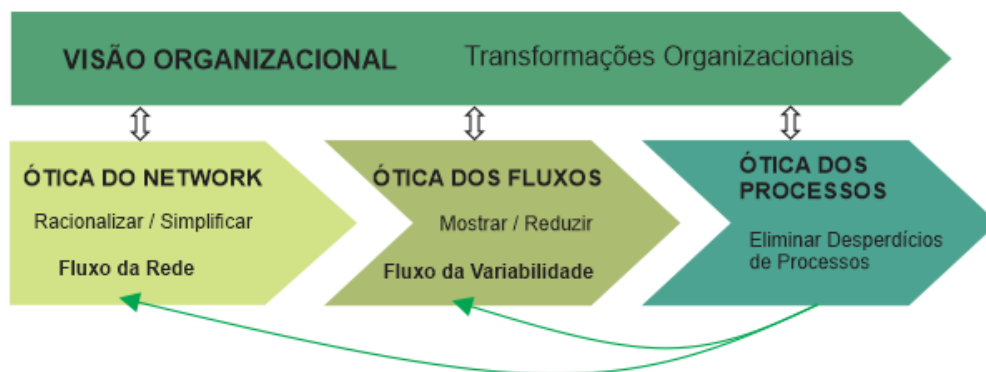 VISÃO ORGANIZACIONAL Transformações Organizacionais
ÓTICA DO NETWORK
Racionalizar / Simplificar
Fluxo da Rede
ÓTICA DOS FLUXOS
Mostrar / Reduzir
Fluxo da Variabilidade
ÓTICA DOS
PROCESSOS
Eliminar Desperdícios
de Processos